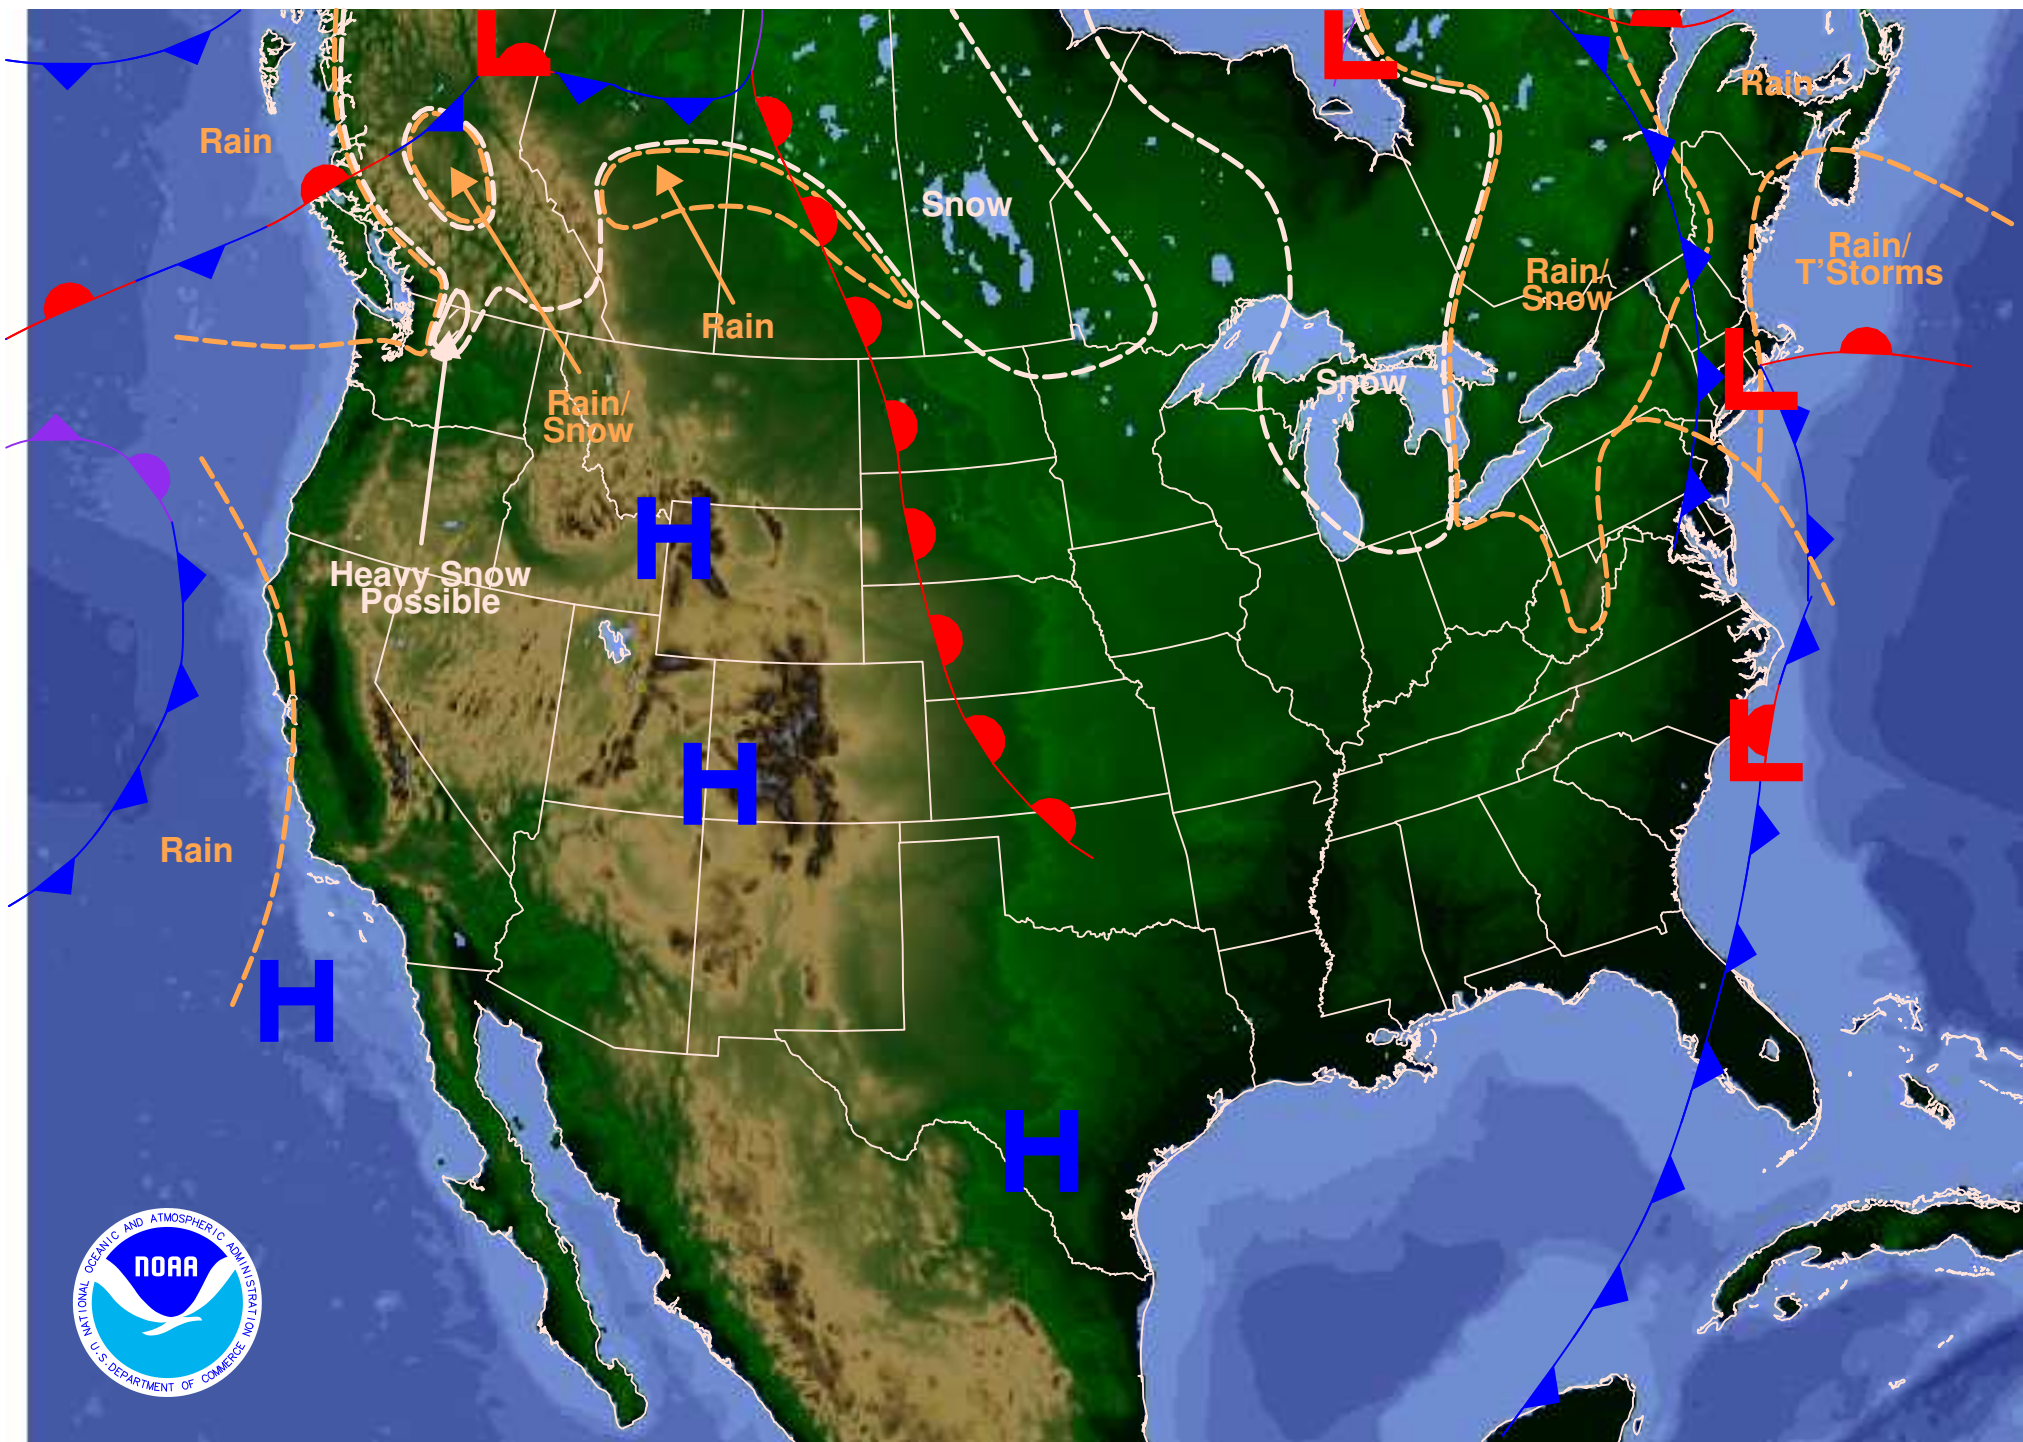 L
L
Rain
Rain
Snow
Rain/
T'Storms
Rain/
Snow
Rain
L
Snow
Rain/
Snow
H
Heavy Snow
Possible
L
H
Rain
H
H
NATIONAL OCEANIC AND ATMOSPHERIC ADMINISTRATION
NOAA
U.S. DEPARTMENT OF COMMERCE